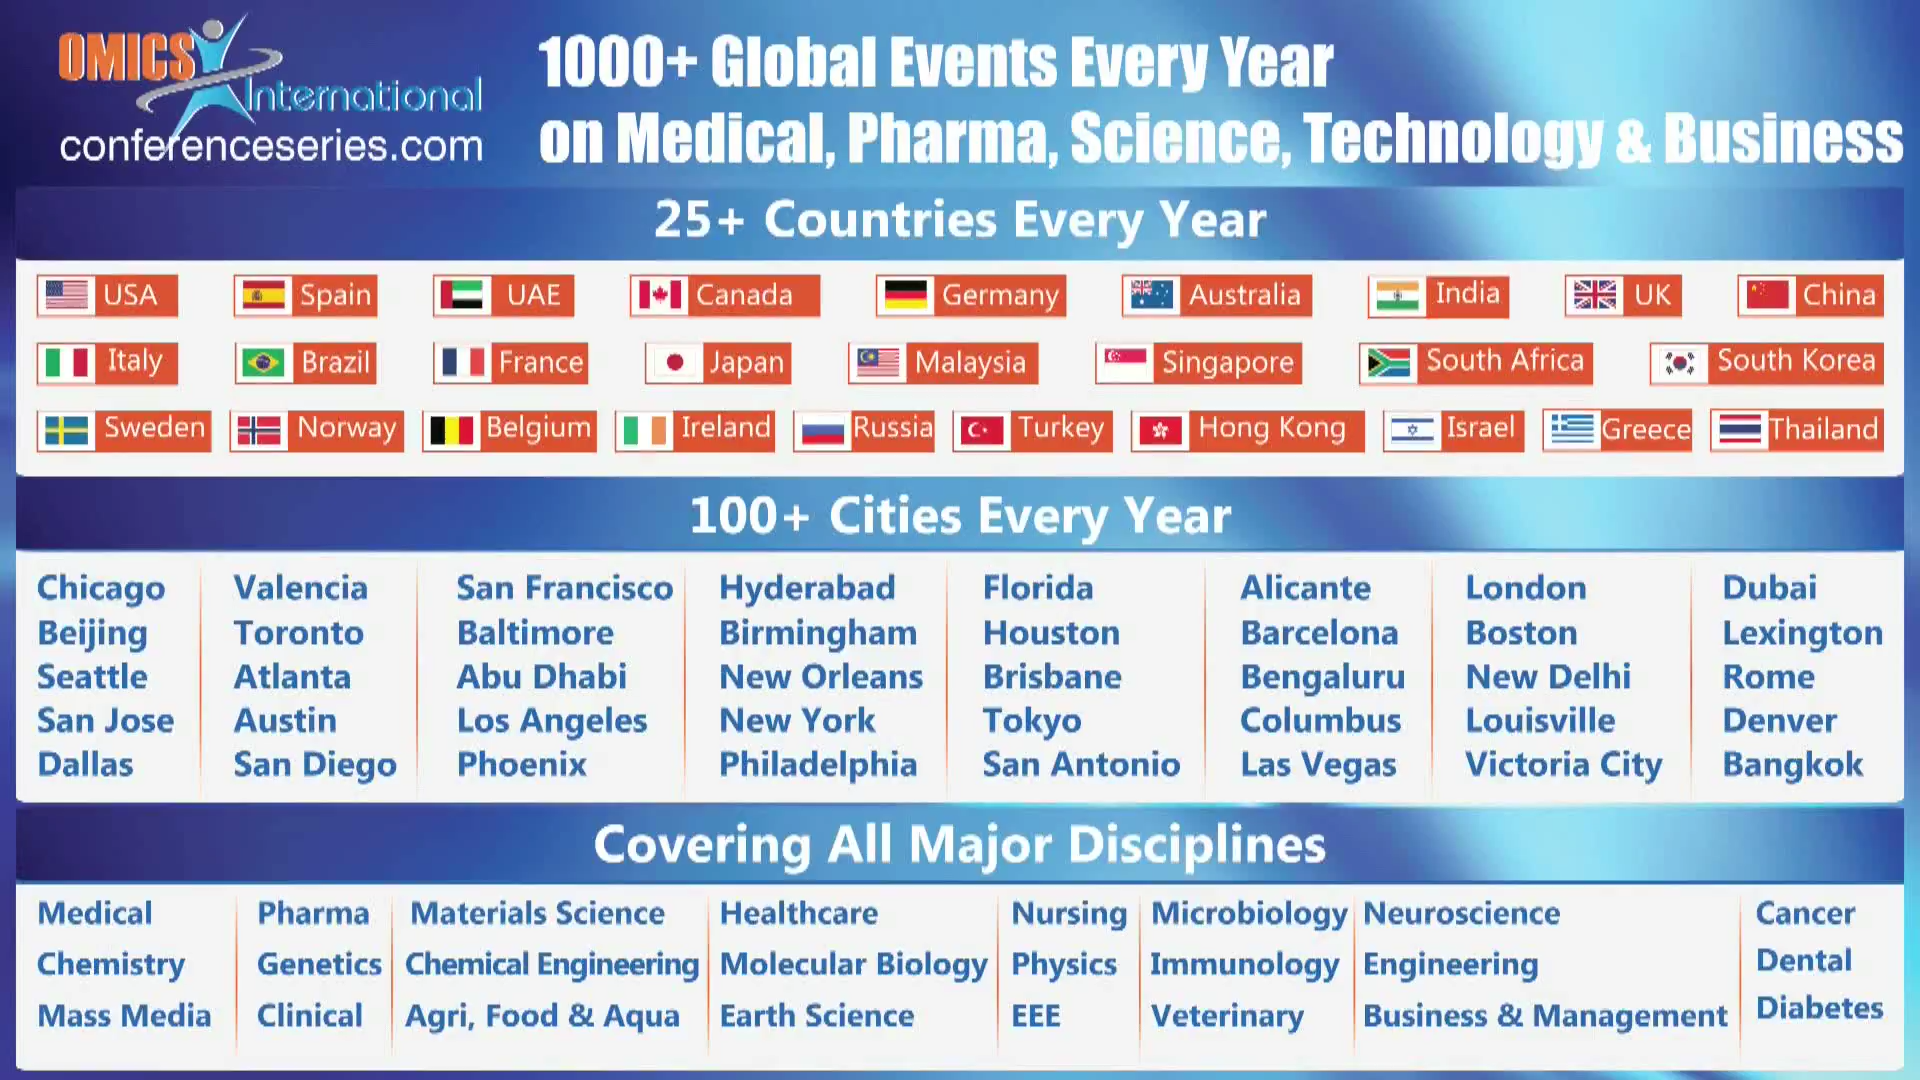 OMICS
International
conferenceseries.com
1000+ Global Events Every Year
on Medical, Pharma, Science, Technology & Business
25+ Countries Every Year
USA Spain UAE Canada Germany Australia India UK China
Italy Brazil France Japan Malaysia Singapore South Africa South Korea
Sweden Norway Belgium Ireland Russia Turkey Hong Kong Israel Greece Thailand
100+ Cities Every Year
Chicago Valencia San Francisco Hyderabad Florida Alicante London Dubai
Beijing Toronto Baltimore Birmingham Houston Barcelona Boston Lexington
Seattle Atlanta Abu Dhabi New Orleans Brisbane Bengaluru New Delhi Rome
San Jose Austin Los Angeles New York Tokyo Columbus Louisville Denver
Dallas San Diego Phoenix Philadelphia San Antonio Las Vegas Victoria City Bangkok
Covering All Major Disciplines
Medical Pharma Materials Science Healthcare Nursing Microbiology Neuroscience Cancer
Chemistry Genetics Chemical Engineering Molecular Biology Physics Immunology Engineering Dental
Mass Media Clinical Agri, Food & Aqua Earth Science EEE Veterinary Business & Management Diabetes